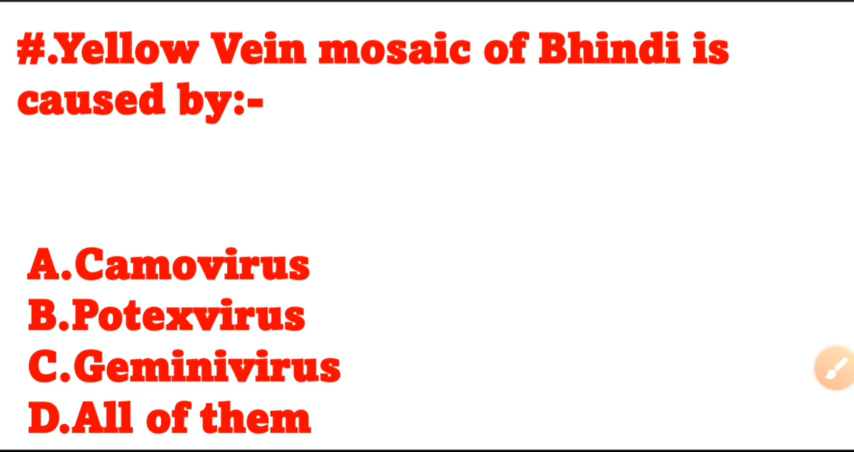 #.Yellow Vein mosaic of Bhindi is
caused by:-
A.Camovirus
B.Potexvirus
C.Geminivirus
D.All of them